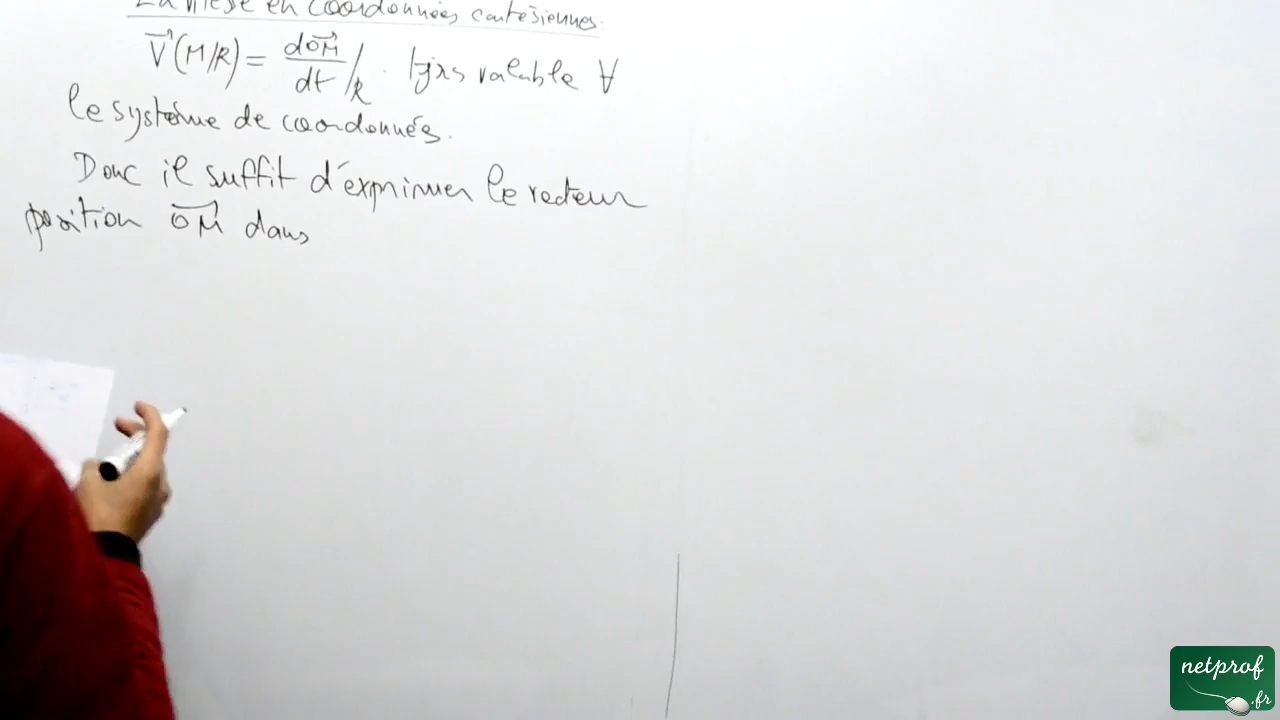 La vitesse en coordonnées cartésiennes.
V⃗(M/R) = dOM⃗/dt /R . tjrs valable ∀
le système de coordonnées.
Donc il suffit d'exprimer le vecteur
position OM⃗ dans
netprof
.fr